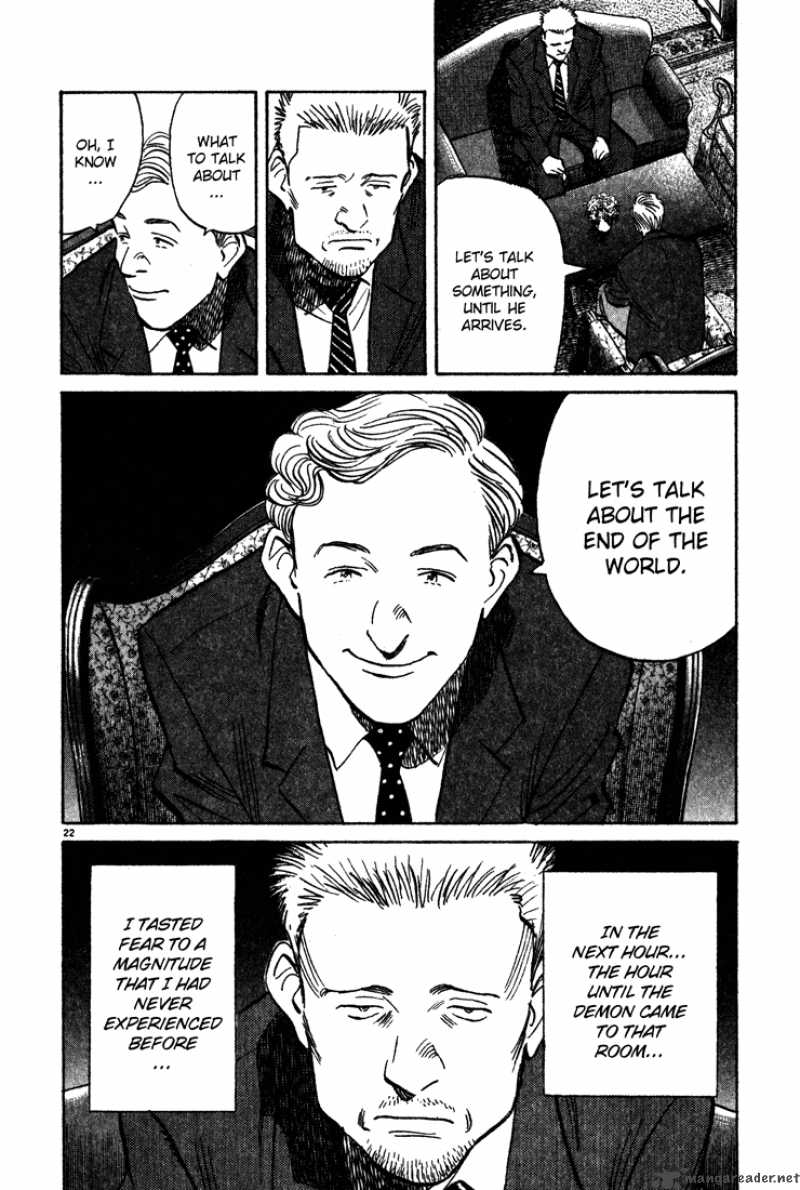 LET'S TALK
ABOUT
SOMETHING,
UNTIL HE
ARRIVES.
WHAT
TO TALK
ABOUT
...
OH, I
KNOW
...
LET'S TALK
ABOUT THE
END OF THE
WORLD.
22
IN THE
NEXT HOUR...
THE HOUR
UNTIL THE
DEMON CAME
TO THAT
ROOM...
I TASTED
FEAR TO A
MAGNITUDE
THAT I HAD
NEVER
EXPERIENCED
BEFORE
...
mangareader.net